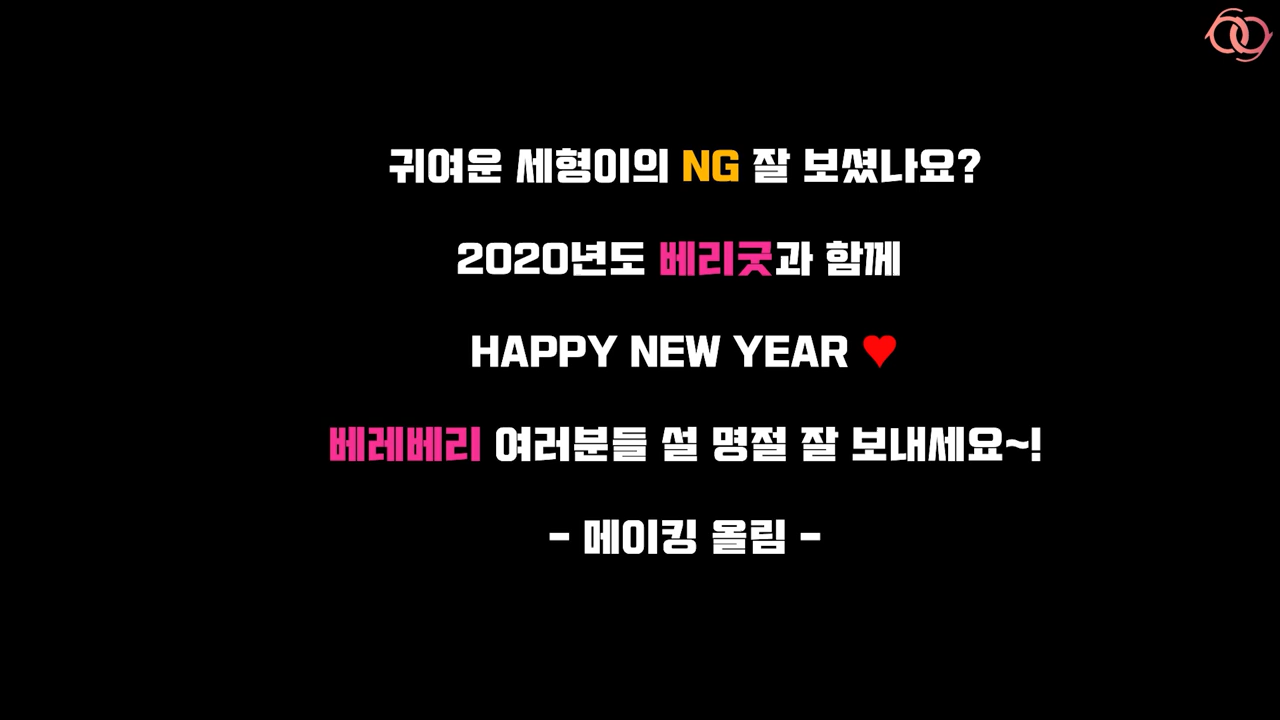 귀여운 세형이의 NG 잘 보셨나요?
2020년도 베리굿과 함께
HAPPY NEW YEAR ♥
베레베리 여러분들 설 명절 잘 보내세요~!
- 메이킹 올림 -